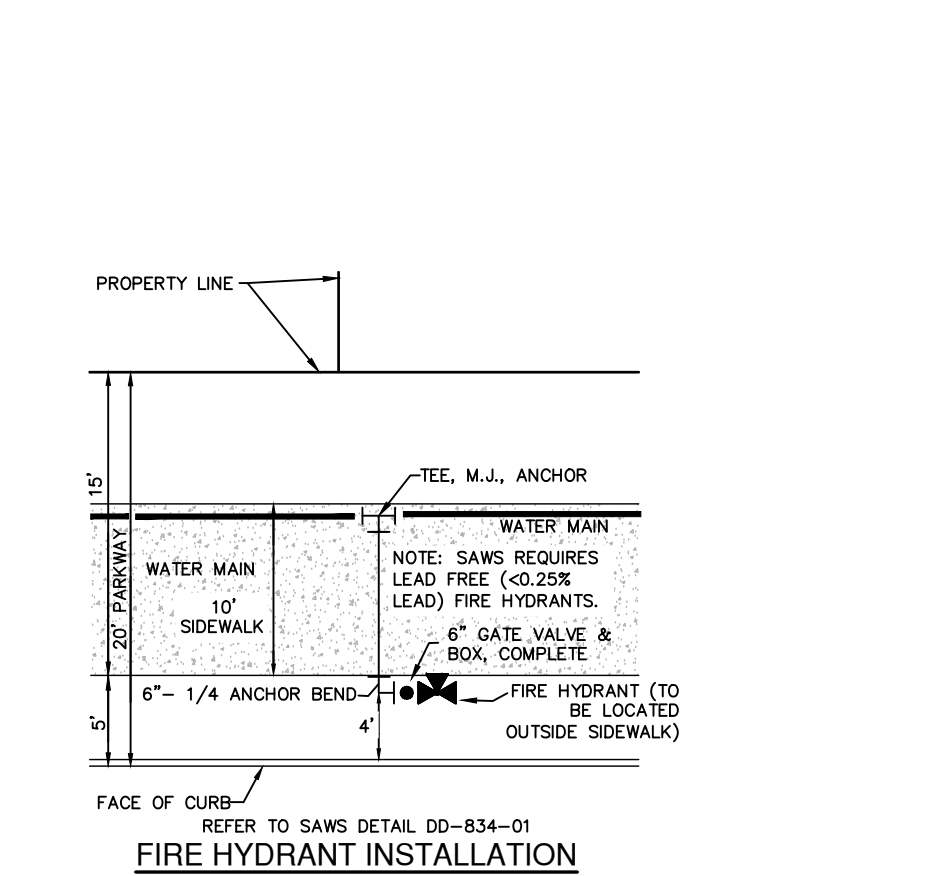 PROPERTY LINE
TEE, M.J., ANCHOR
15'
WATER MAIN
20' PARKWAY
WATER MAIN
NOTE: SAWS REQUIRES
LEAD FREE (<0.25%
LEAD) FIRE HYDRANTS.
10'
SIDEWALK
6" GATE VALVE &
BOX, COMPLETE
6"- 1/4 ANCHOR BEND
FIRE HYDRANT (TO
BE LOCATED
OUTSIDE SIDEWALK)
5'
4'
FACE OF CURB
REFER TO SAWS DETAIL DD-834-01
FIRE HYDRANT INSTALLATION